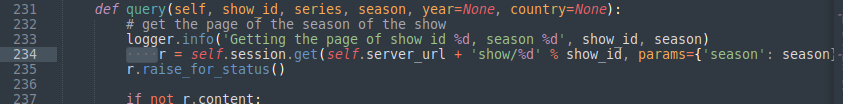 231 def query(self, show_id, series, season, year=None, country=None):
232 # get the page of the season of the show
233 logger.info('Getting the page of show id %d, season %d', show_id, season)
234 r = self.session.get(self.server_url + 'show/%d' % show_id, params={'season': season
235 r.raise_for_status()
236
237 if not r.content: